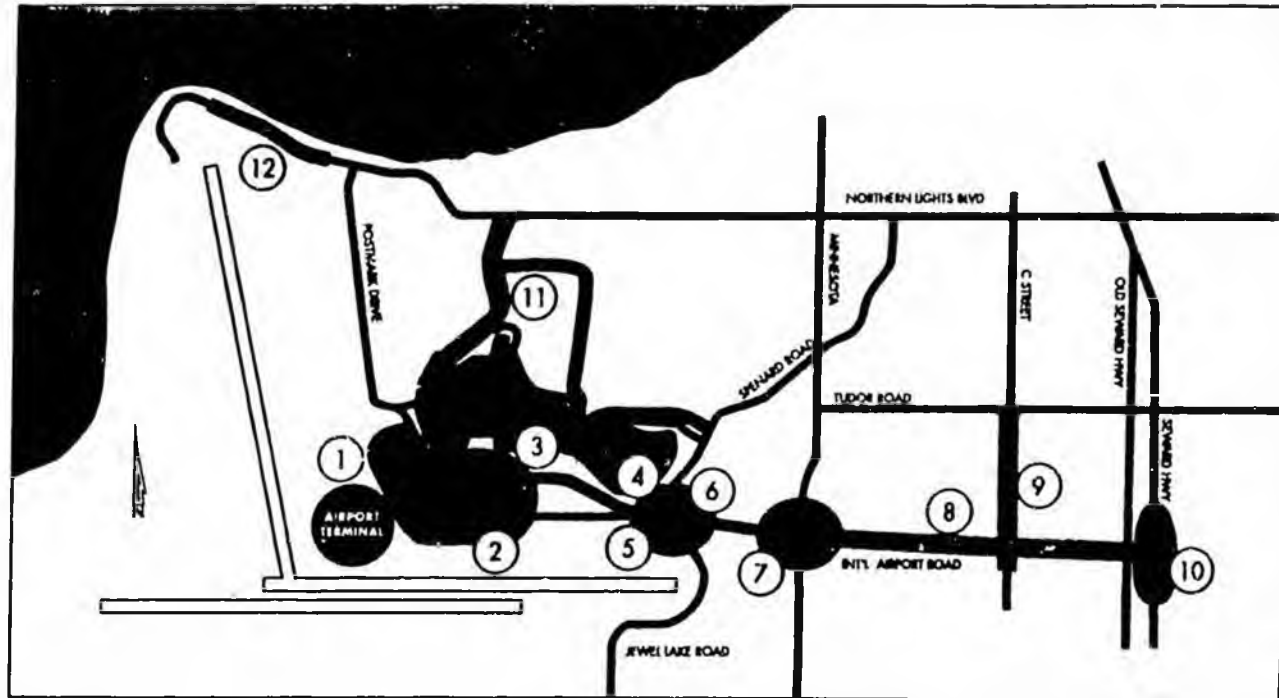 12
NORTHERN LIGHTS BLVD
POSTMARK DRIVE
MINNESOTA
C STREET
OLD SEWARD HWY
11
SPENARD ROAD
TUDOR ROAD
SEWARD HWY
1
3
4
6
9
8
AIRPORT
TERMINAL
2
5
7
INT'L AIRPORT ROAD
10
JEWEL LAKE ROAD